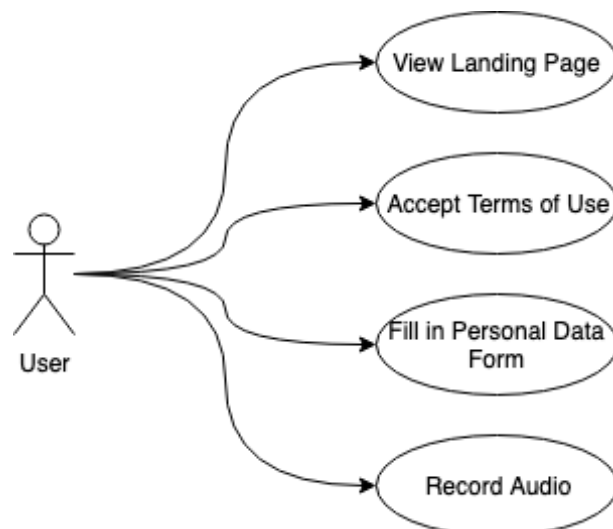 View Landing Page
Accept Terms of Use
User
Fill in Personal Data
Form
Record Audio